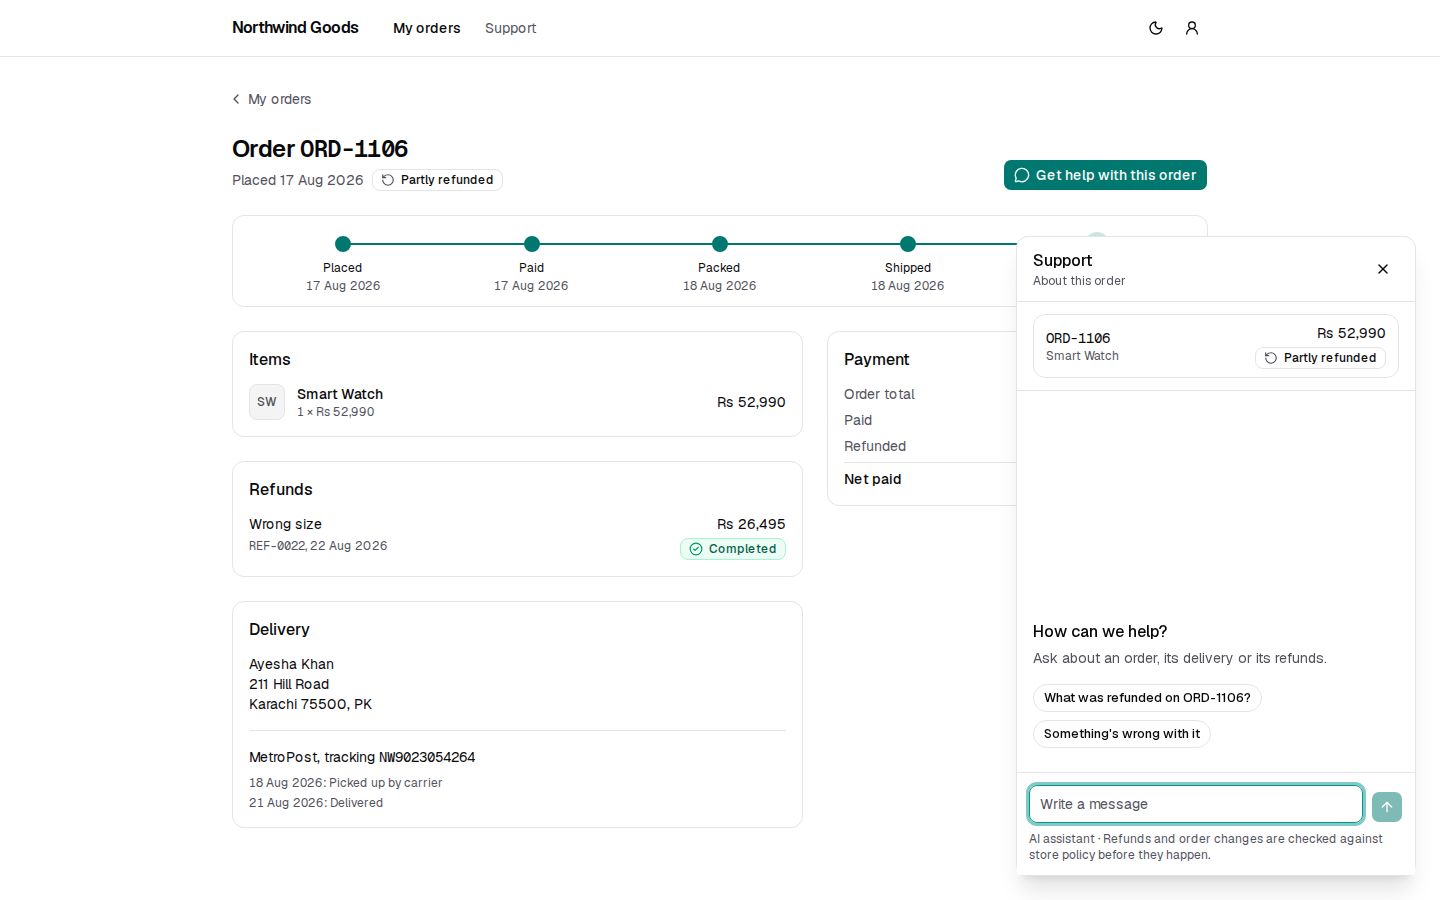 Northwind Goods
My orders
Support
My orders
Order ORD-1106
Placed 17 Aug 2026
Partly refunded
Get help with this order
Placed
17 Aug 2026
Paid
17 Aug 2026
Packed
18 Aug 2026
Shipped
18 Aug 2026
Items
SW
Smart Watch
1 × Rs 52,990
Rs 52,990
Refunds
Wrong size
Rs 26,495
REF-0022, 22 Aug 2026
Completed
Delivery
Ayesha Khan
211 Hill Road
Karachi 75500, PK
MetroPost, tracking NW9023054264
18 Aug 2026: Picked up by carrier
21 Aug 2026: Delivered
Payment
Order total
Paid
Refunded
Net paid
Support
About this order
ORD-1106
Rs 52,990
Smart Watch
Partly refunded
How can we help?
Ask about an order, its delivery or its refunds.
What was refunded on ORD-1106?
Something's wrong with it
Write a message
AI assistant · Refunds and order changes are checked against
store policy before they happen.